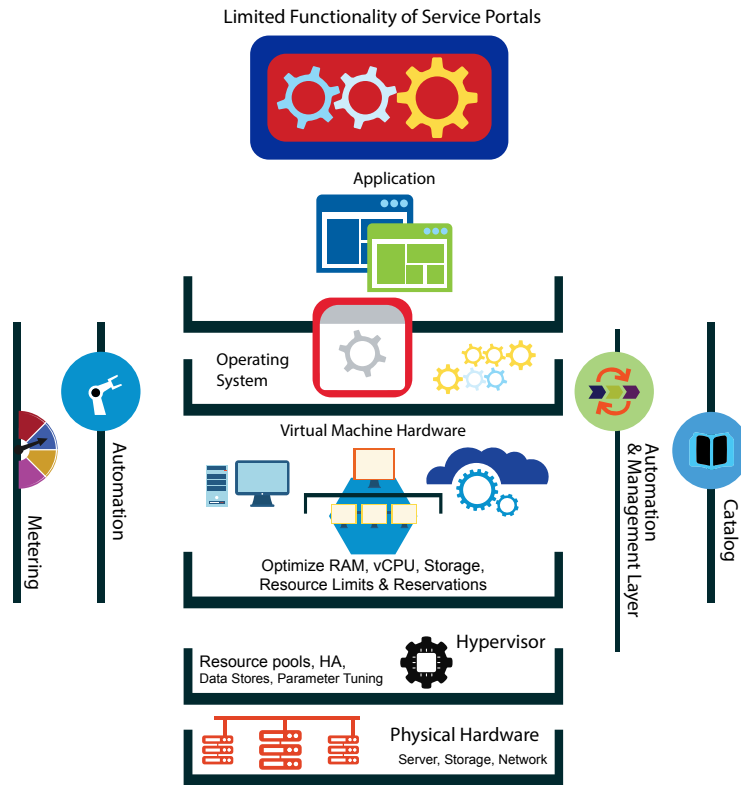 Limited Functionality of Service Portals
Application
Operating
System
Virtual Machine Hardware
Optimize RAM, vCPU, Storage,
Resource Limits & Reservations
Hypervisor
Resource pools, HA,
Data Stores, Parameter Tuning
Physical Hardware
Server, Storage, Network
Metering
Automation
Automation
& Management Layer
Catalog